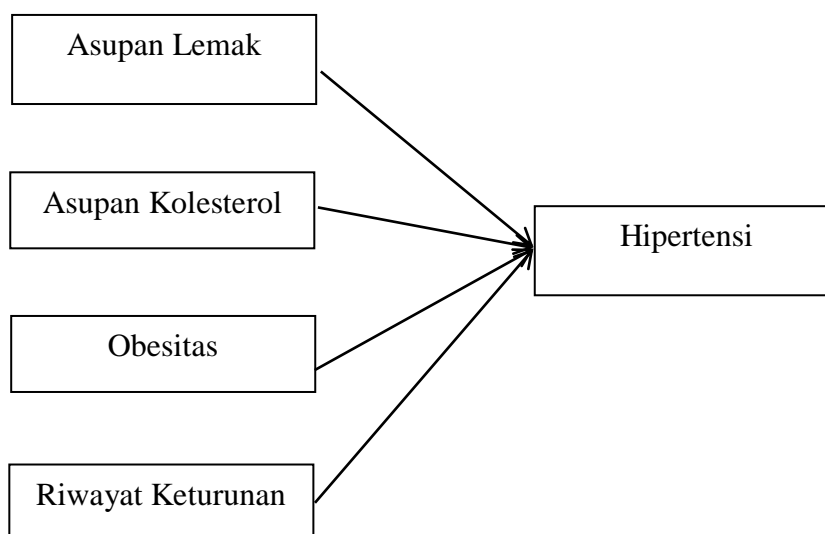 Asupan Lemak
Asupan Kolesterol
Hipertensi
Obesitas
Riwayat Keturunan